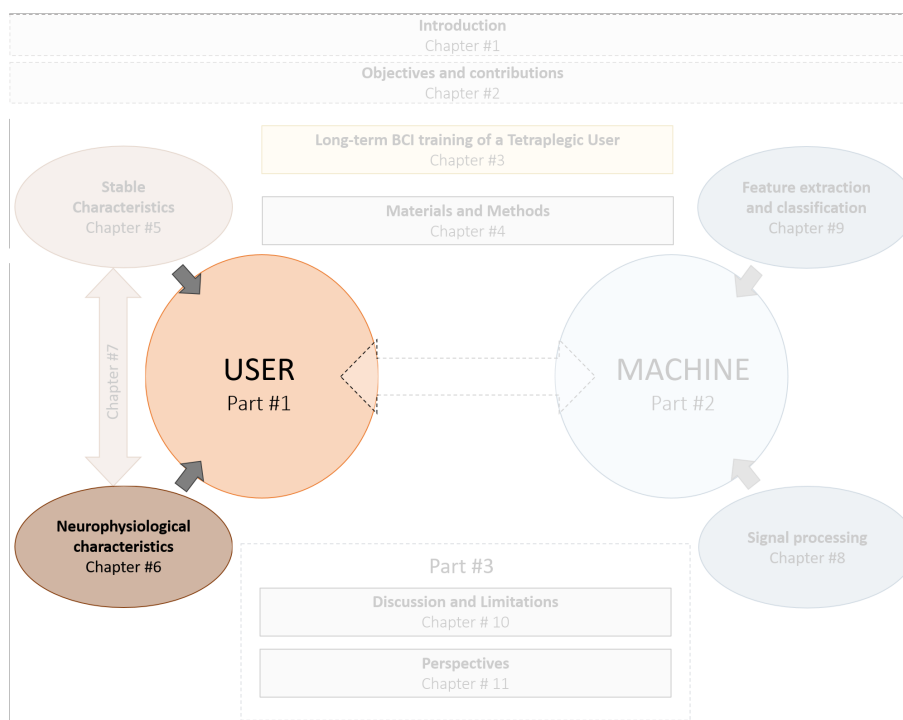 Introduction
Chapter #1
Objectives and contributions
Chapter #2
Long-term BCI training of a Tetraplegic User
Chapter #3
Materials and Methods
Chapter #4
Stable
Characteristics
Chapter #5
Feature extraction
and classification
Chapter #9
Chapter #7
USER
Part #1
MACHINE
Part #2
Neurophysiological
characteristics
Chapter #6
Signal processing
Chapter #8
Part #3
Discussion and Limitations
Chapter # 10
Perspectives
Chapter # 11